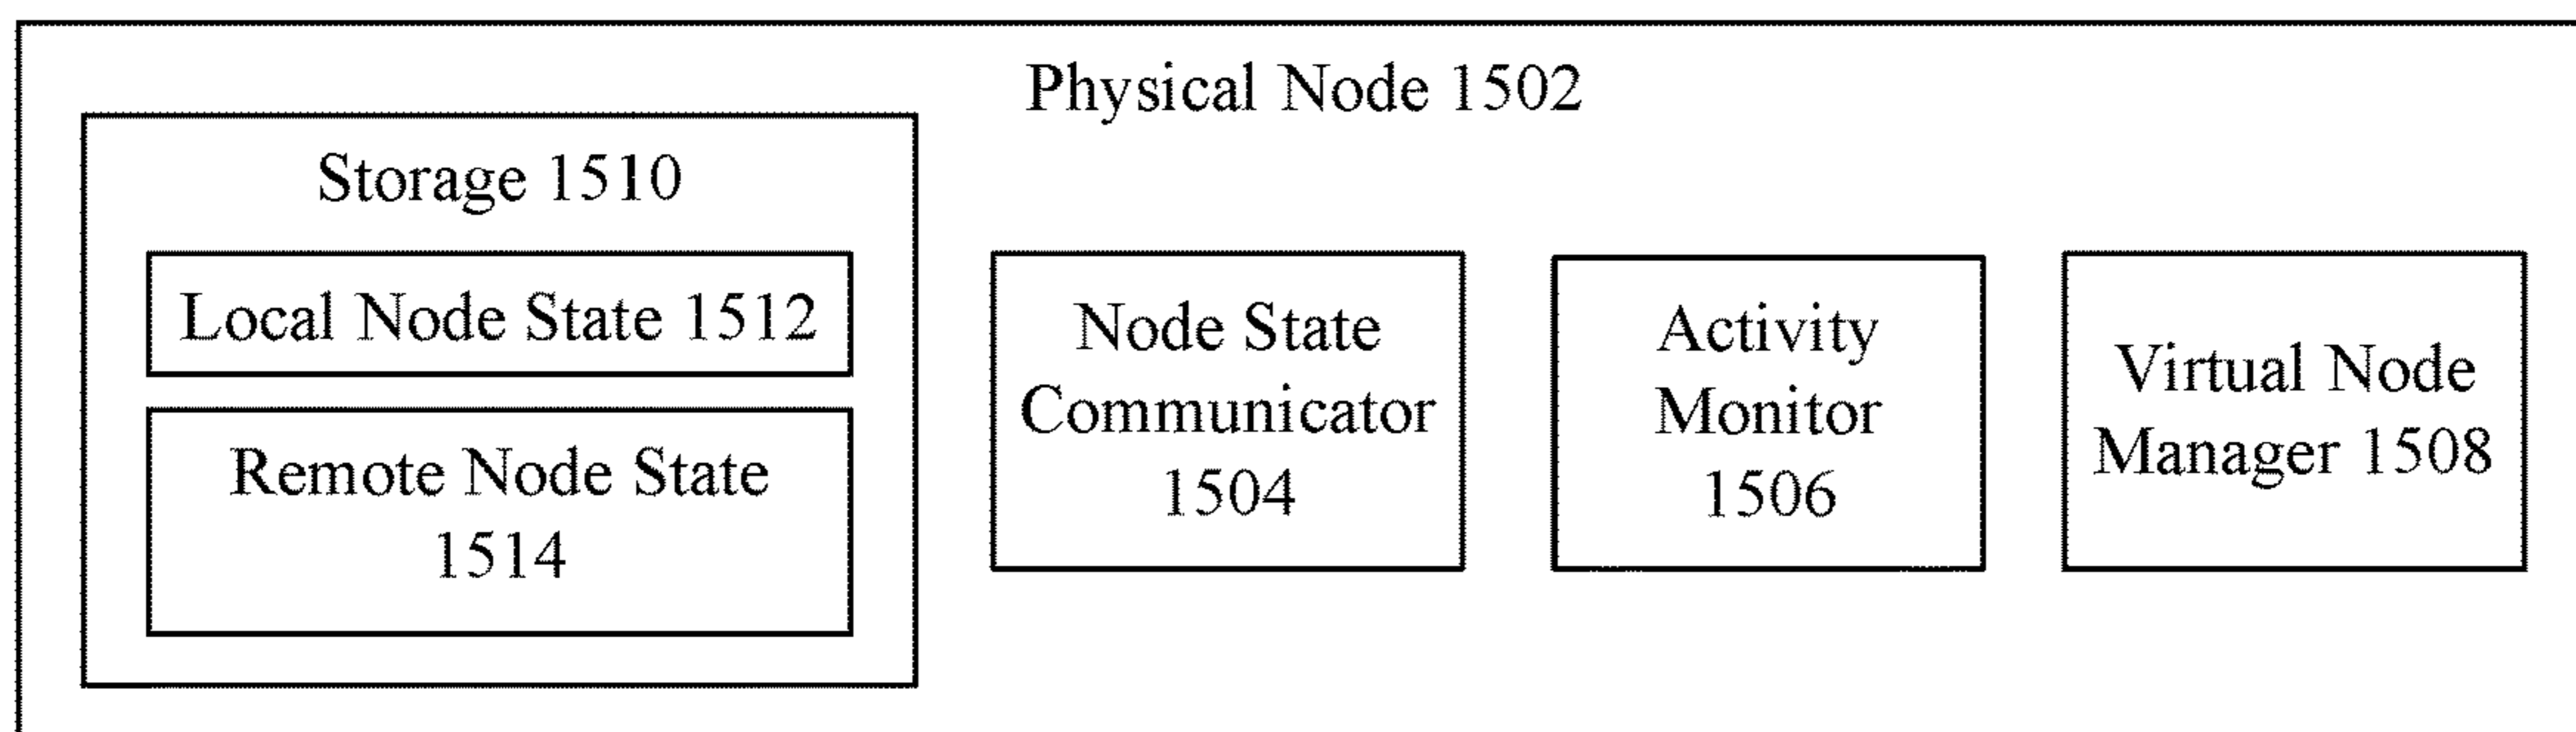 Physical Node 1502
Storage 1510
Local Node State 1512
Remote Node State
1514
Node State
Communicator
1504
Activity
Monitor
1506
Virtual Node
Manager 1508